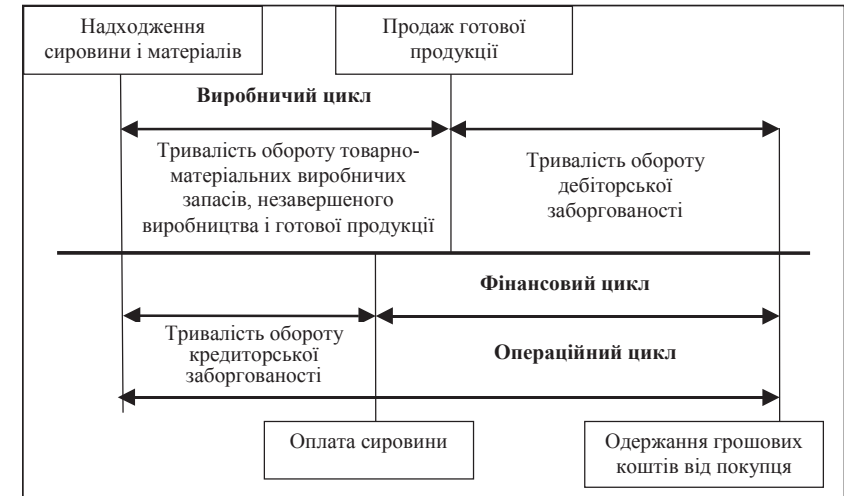 Надходження
сировини і матеріалів
Продаж готової
продукції
Виробничий цикл
Тривалість обороту товарно-
матеріальних виробничих
запасів, незавершеного
виробництва і готової продукції
Тривалість обороту
дебіторської
заборгованості
Фінансовий цикл
Тривалість обороту
кредиторської
заборгованості
Операційний цикл
Оплата сировини
Одержання грошових
коштів від покупця